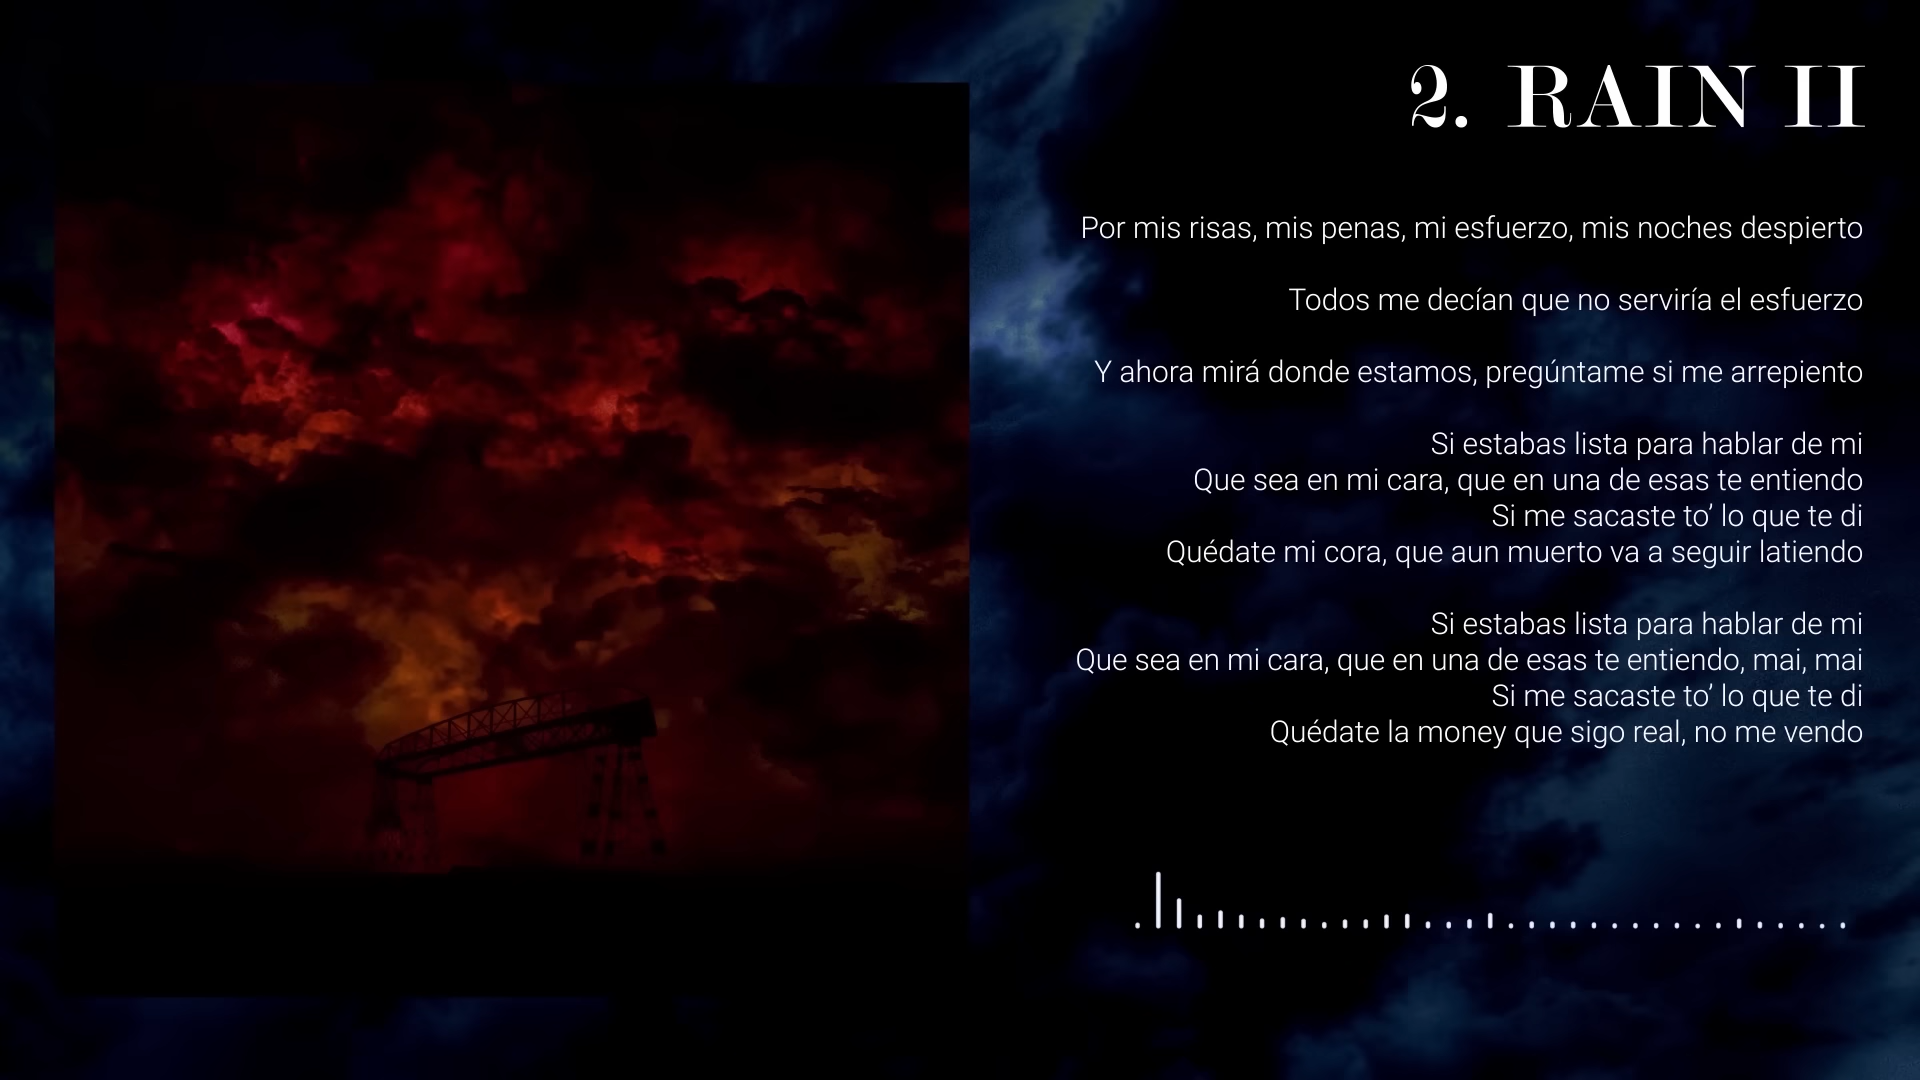 2. RAIN II
Por mis risas, mis penas, mi esfuerzo, mis noches despierto
Todos me decían que no serviría el esfuerzo
Y ahora mirá donde estamos, pregúntame si me arrepiento
Si estabas lista para hablar de mi
Que sea en mi cara, que en una de esas te entiendo
Si me sacaste to’ lo que te di
Quédate mi cora, que aun muerto va a seguir latiendo
Si estabas lista para hablar de mi
Que sea en mi cara, que en una de esas te entiendo, mai, mai
Si me sacaste to’ lo que te di
Quédate la money que sigo real, no me vendo